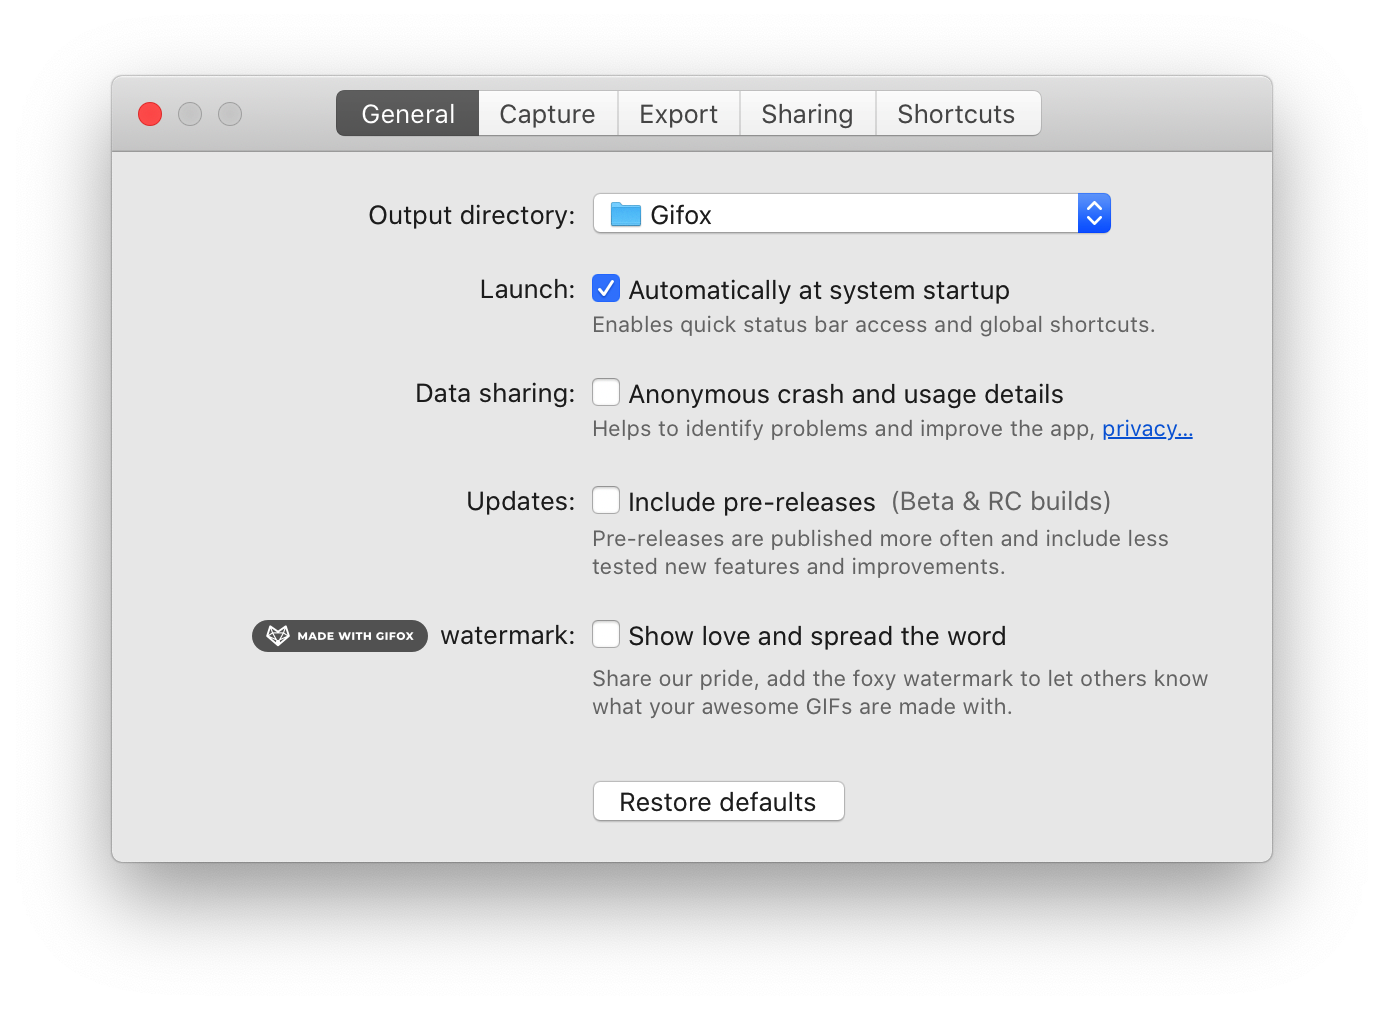 General Capture Export Sharing Shortcuts
Output directory: Gifox
Launch: Automatically at system startup
Enables quick status bar access and global shortcuts.
Data sharing: Anonymous crash and usage details
Helps to identify problems and improve the app, privacy...
Updates: Include pre-releases (Beta & RC builds)
Pre-releases are published more often and include less
tested new features and improvements.
MADE WITH GIFOX watermark: Show love and spread the word
Share our pride, add the foxy watermark to let others know
what your awesome GIFs are made with.
Restore defaults